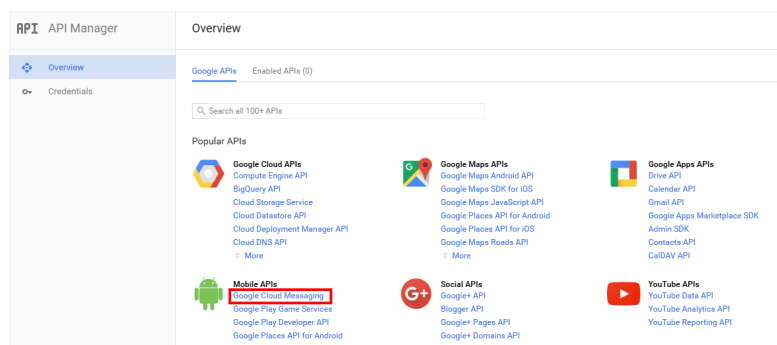 API API Manager
Overview
Overview
Credentials
Google APIs Enabled APIs (0)
Search all 100+ APIs
Popular APIs
Google Cloud APIs
Compute Engine API
BigQuery API
Cloud Storage Service
Cloud Datastore API
Cloud Deployment Manager API
Cloud DNS API
More
Google Maps APIs
Google Maps Android API
Google Maps SDK for iOS
Google Maps JavaScript API
Google Places API for Android
Google Places API for iOS
Google Maps Roads API
More
Google Apps APIs
Drive API
Calendar API
Gmail API
Google Apps Marketplace SDK
Admin SDK
Contacts API
CalDAV API
Mobile APIs
Google Cloud Messaging
Google Play Game Services
Google Play Developer API
Google Places API for Android
G+
Social APIs
Google+ API
Blogger API
Google+ Pages API
Google+ Domains API
YouTube APIs
YouTube Data API
YouTube Analytics API
YouTube Reporting API